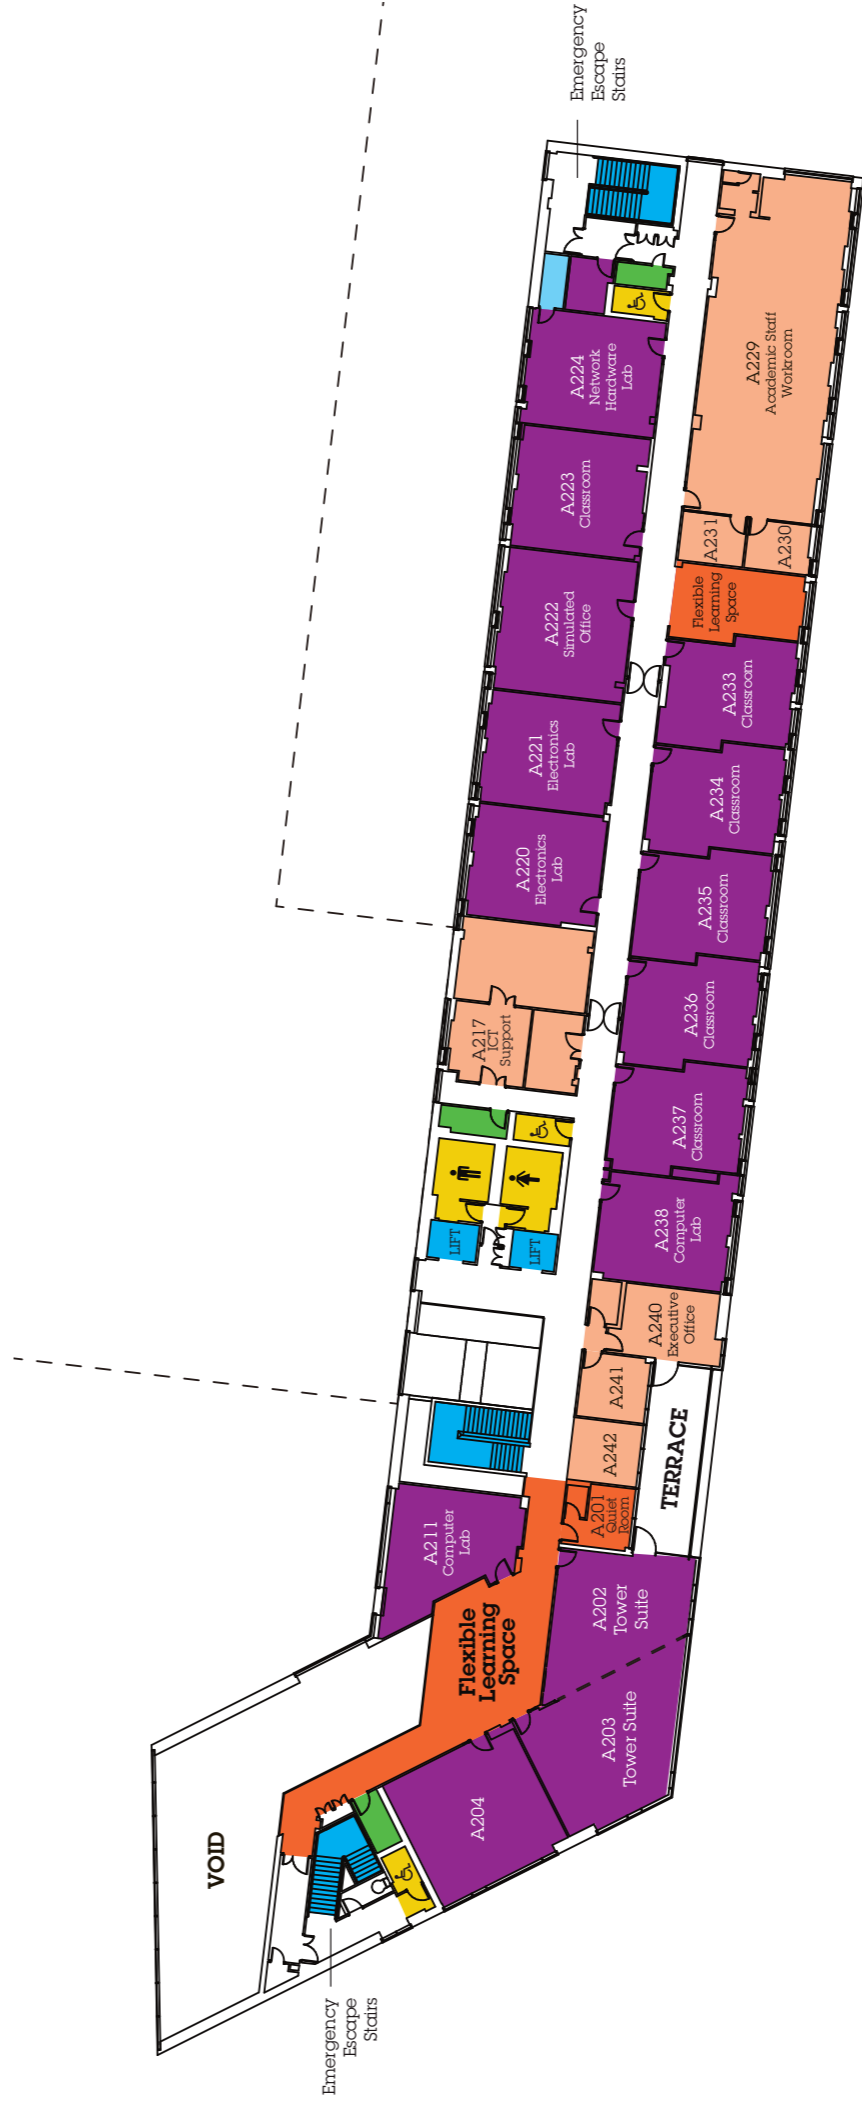 Emergency
Escape
Stairs
A224
Network
Hardware
Lab
A223
Classroom
A222
Simulated
Office
A221
Electronics
Lab
A220
Electronics
Lab
A217
ICT
Support
LIFT
LIFT
A229
Academic Staff
Workroom
A231
A230
Flexible
Learning
Space
A233
Classroom
A234
Classroom
A235
Classroom
A236
Classroom
A237
Classroom
A238
Computer
Lab
A240
Executive
Office
A241
A242
TERRACE
A201
Quiet
Room
A211
Computer
Lab
Flexible
Learning
Space
A202
Tower
Suite
A203
Tower Suite
A204
VOID
Emergency
Escape
Stairs